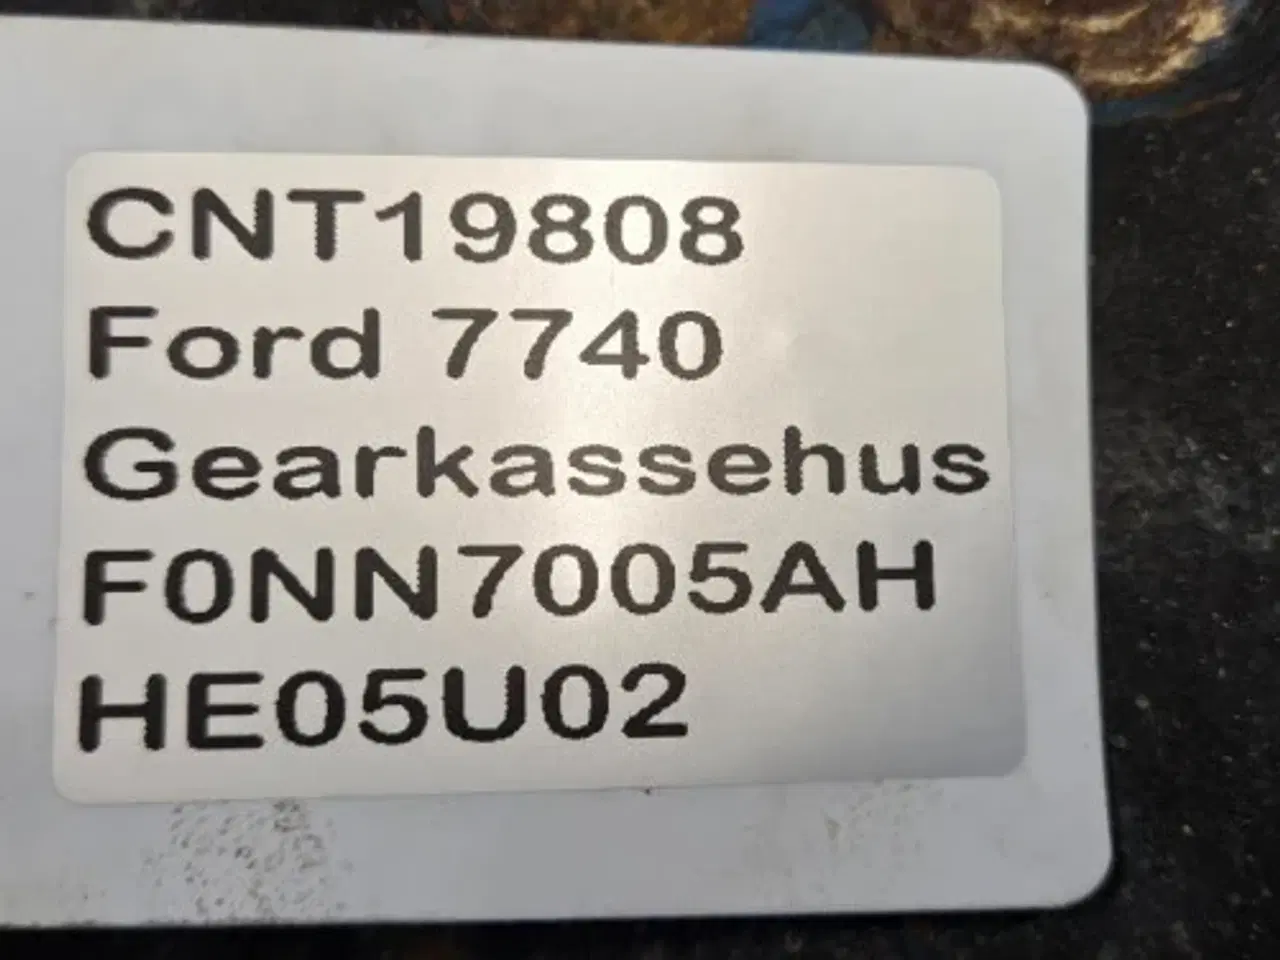 CNT19808
Ford 7740
Gearkassehus
F0NN7005AH
HE05U02